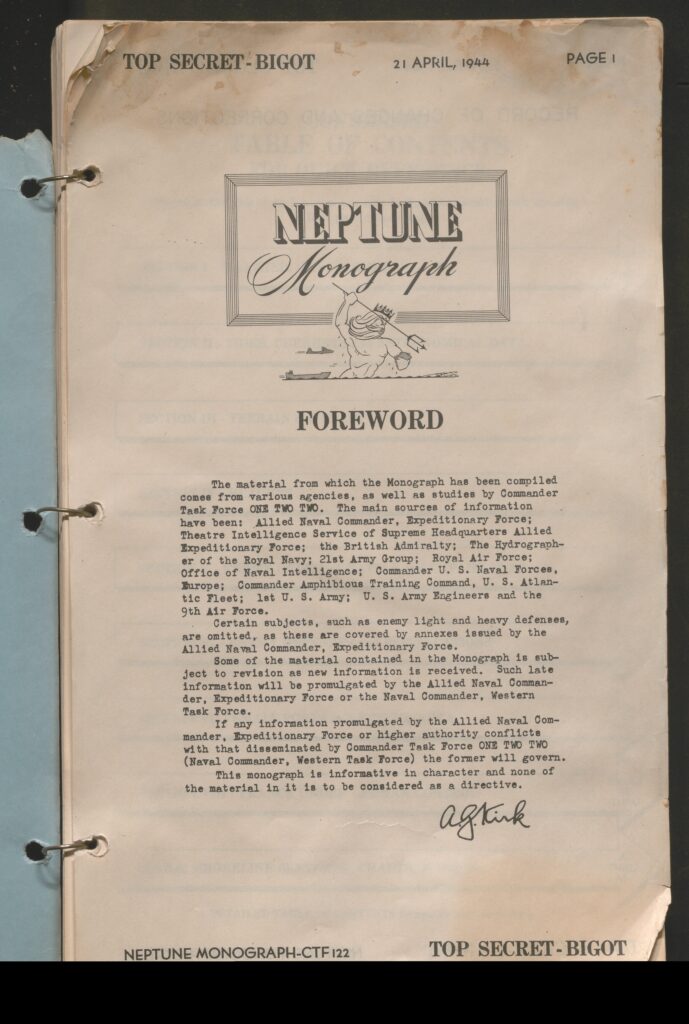 TOP SECRET-BIGOT 21 APRIL, 1944 PAGE 1
NEPTUNE
Monograph
FOREWORD
The material from which the Monograph has been compiled
comes from various agencies, as well as studies by Commander
Task Force ONE TWO TWO. The main sources of information
have been: Allied Naval Commander, Expeditionary Force;
Theatre Intelligence Service of Supreme Headquarters Allied
Expeditionary Force; the British Admiralty; The Hydrograph-
er of the Royal Navy; 21st Army Group; Royal Air Force;
Office of Naval Intelligence; Commander U. S. Naval Forces,
Europe; Commander Amphibious Training Command, U. S. Atlan-
tic Fleet; 1st U. S. Army; U. S. Army Engineers and the
9th Air Force.
Certain subjects, such as enemy light and heavy defenses,
are omitted, as these are covered by annexes issued by the
Allied Naval Commander, Expeditionary Force.
Some of the material contained in the Monograph is sub-
ject to revision as new information is received. Such late
information will be promulgated by the Allied Naval Comman-
der, Expeditionary Force or the Naval Commander, Western
Task Force.
If any information promulgated by the Allied Naval Com-
mander, Expeditionary Force or higher authority conflicts
with that disseminated by Commander Task Force ONE TWO TWO
(Naval Commander, Western Task Force) the former will govern.
This monograph is informative in character and none of
the material in it is to be considered as a directive.
A.G. Kirk
NEPTUNE MONOGRAPH-CTF 122 TOP SECRET-BIGOT